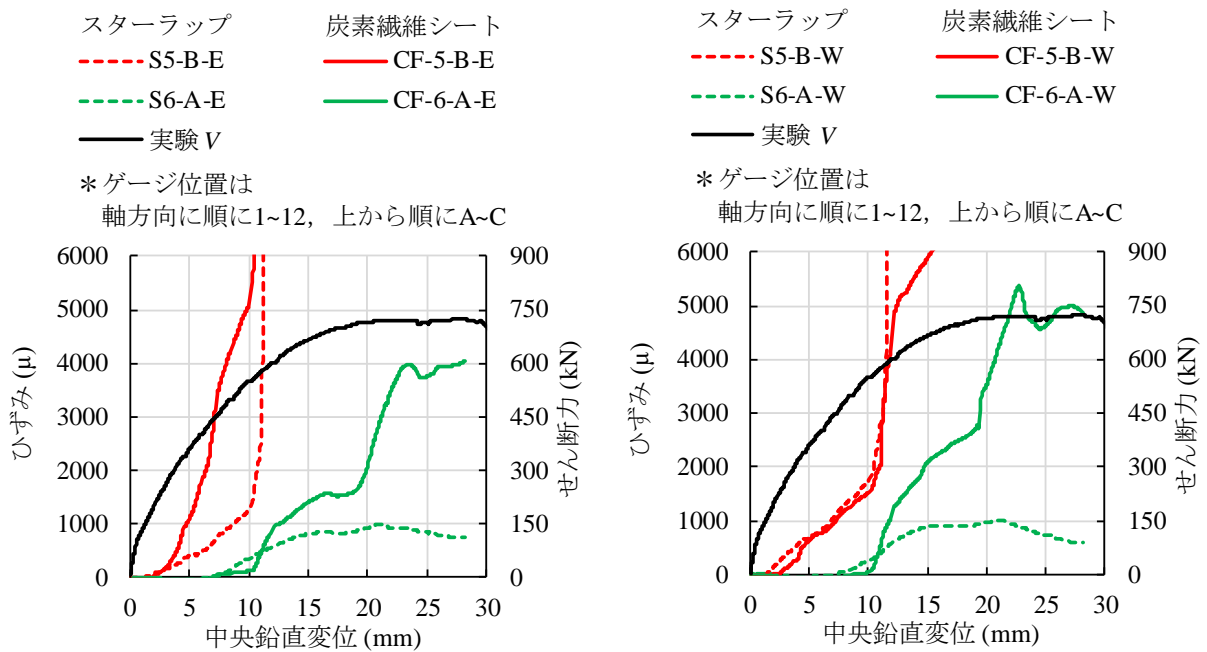 スターラップ 炭素繊維シート
S5-B-E CF-5-B-E
S6-A-E CF-6-A-E
実験 V
＊ゲージ位置は
軸方向に順に1~12，上から順にA~C
6000 900
5000 750
4000 600
3000 450
2000 300
1000 150
0 0
0 5 10 15 20 25 30
ひずみ (μ)
せん断力 (kN)
中央鉛直変位 (mm)
スターラップ 炭素繊維シート
S5-B-W CF-5-B-W
S6-A-W CF-6-A-W
実験 V
＊ゲージ位置は
軸方向に順に1~12，上から順にA~C
6000 900
5000 750
4000 600
3000 450
2000 300
1000 150
0 0
0 5 10 15 20 25 30
ひずみ (μ)
せん断力 (kN)
中央鉛直変位 (mm)